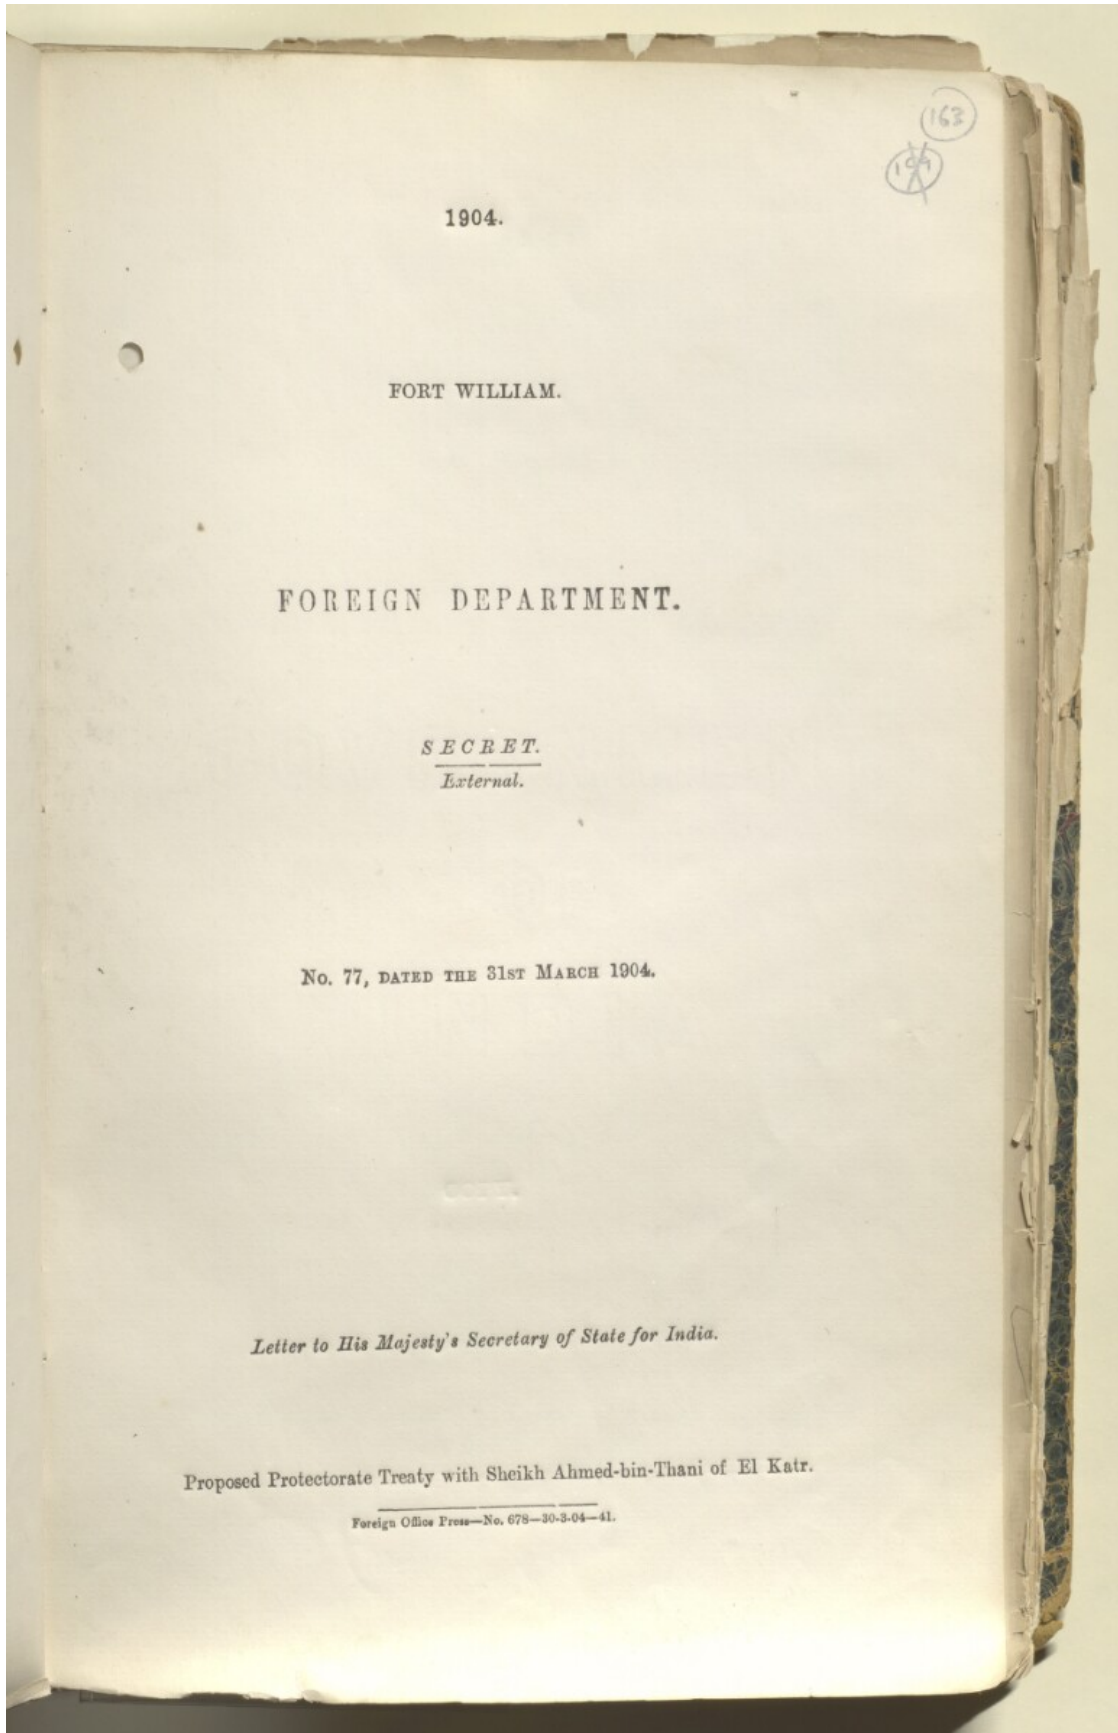 163
1904.
FORT WILLIAM.
FOREIGN DEPARTMENT.
SECRET.
External.
No. 77, DATED THE 31ST MARCH 1904.
Letter to His Majesty's Secretary of State for India.
Proposed Protectorate Treaty with Sheikh Ahmed-bin-Thani of El Katr.
Foreign Office Press—No. 678—30-3-04—41.